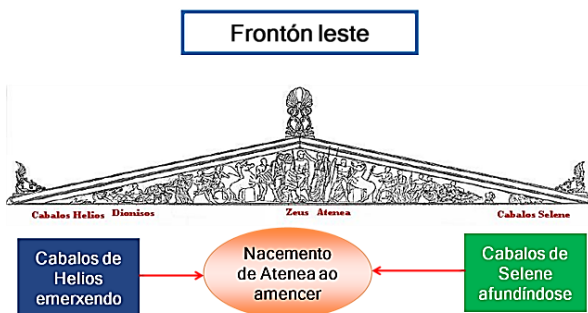 Frontón leste
Cabalos Helios Dionisos Zeus Atenea Cabalos Selene
Cabalos de
Helios
emerxendo
Nacemento
de Atenea ao
amencer
Cabalos de
Selene
afundíndose